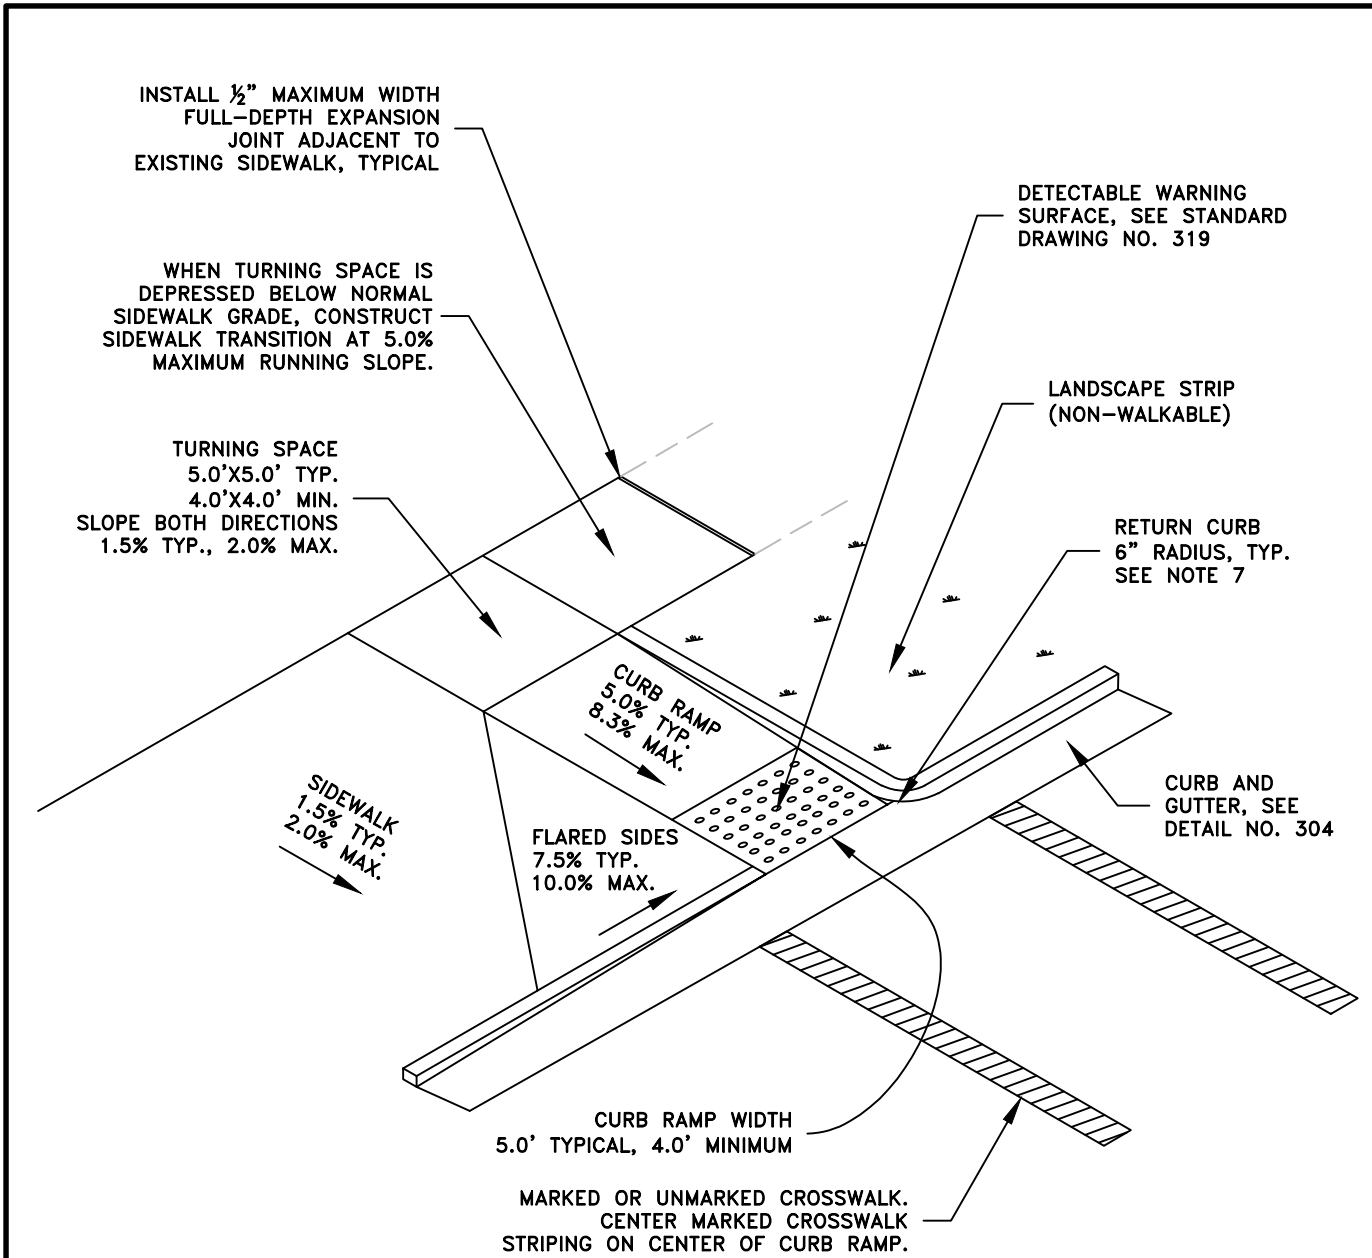 INSTALL ½” MAXIMUM WIDTH
FULL–DEPTH EXPANSION
JOINT ADJACENT TO
EXISTING SIDEWALK, TYPICAL
DETECTABLE WARNING
SURFACE, SEE STANDARD
DRAWING NO. 319
WHEN TURNING SPACE IS
DEPRESSED BELOW NORMAL
SIDEWALK GRADE, CONSTRUCT
SIDEWALK TRANSITION AT 5.0%
MAXIMUM RUNNING SLOPE.
LANDSCAPE STRIP
(NON–WALKABLE)
TURNING SPACE
5.0’X5.0’ TYP.
4.0’X4.0’ MIN.
SLOPE BOTH DIRECTIONS
1.5% TYP., 2.0% MAX.
RETURN CURB
6” RADIUS, TYP.
SEE NOTE 7
CURB RAMP
5.0% TYP.
8.3% MAX.
SIDEWALK
1.5% TYP.
2.0% MAX.
FLARED SIDES
7.5% TYP.
10.0% MAX.
CURB AND
GUTTER, SEE
DETAIL NO. 304
CURB RAMP WIDTH
5.0’ TYPICAL, 4.0’ MINIMUM
MARKED OR UNMARKED CROSSWALK.
CENTER MARKED CROSSWALK
STRIPING ON CENTER OF CURB RAMP.